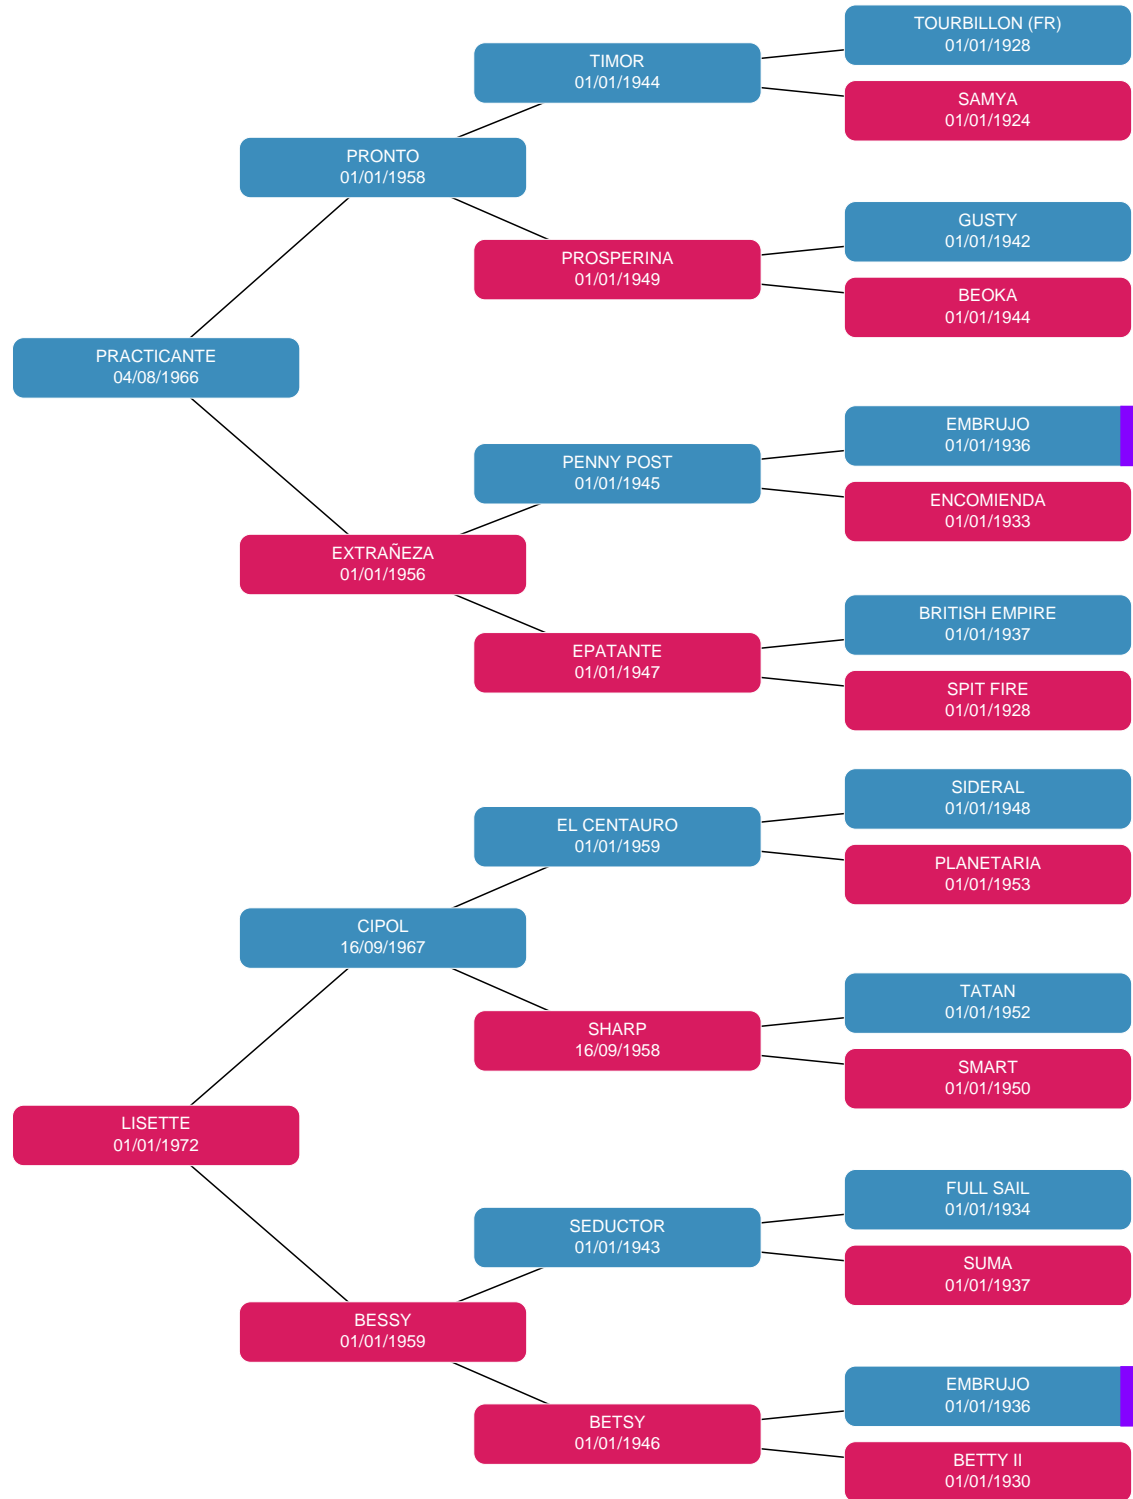 TOURBILLON (FR)
01/01/1928
TIMOR
01/01/1944
SAMYA
01/01/1924
PRONTO
01/01/1958
GUSTY
01/01/1942
PROSPERINA
01/01/1949
BEOKA
01/01/1944
PRACTICANTE
04/08/1966
EMBRUJO
01/01/1936
PENNY POST
01/01/1945
ENCOMIENDA
01/01/1933
EXTRAÑEZA
01/01/1956
BRITISH EMPIRE
01/01/1937
EPATANTE
01/01/1947
SPIT FIRE
01/01/1928
SIDERAL
01/01/1948
EL CENTAURO
01/01/1959
PLANETARIA
01/01/1953
CIPOL
16/09/1967
TATAN
01/01/1952
SHARP
16/09/1958
SMART
01/01/1950
LISETTE
01/01/1972
FULL SAIL
01/01/1934
SEDUCTOR
01/01/1943
SUMA
01/01/1937
BESSY
01/01/1959
EMBRUJO
01/01/1936
BETSY
01/01/1946
BETTY II
01/01/1930